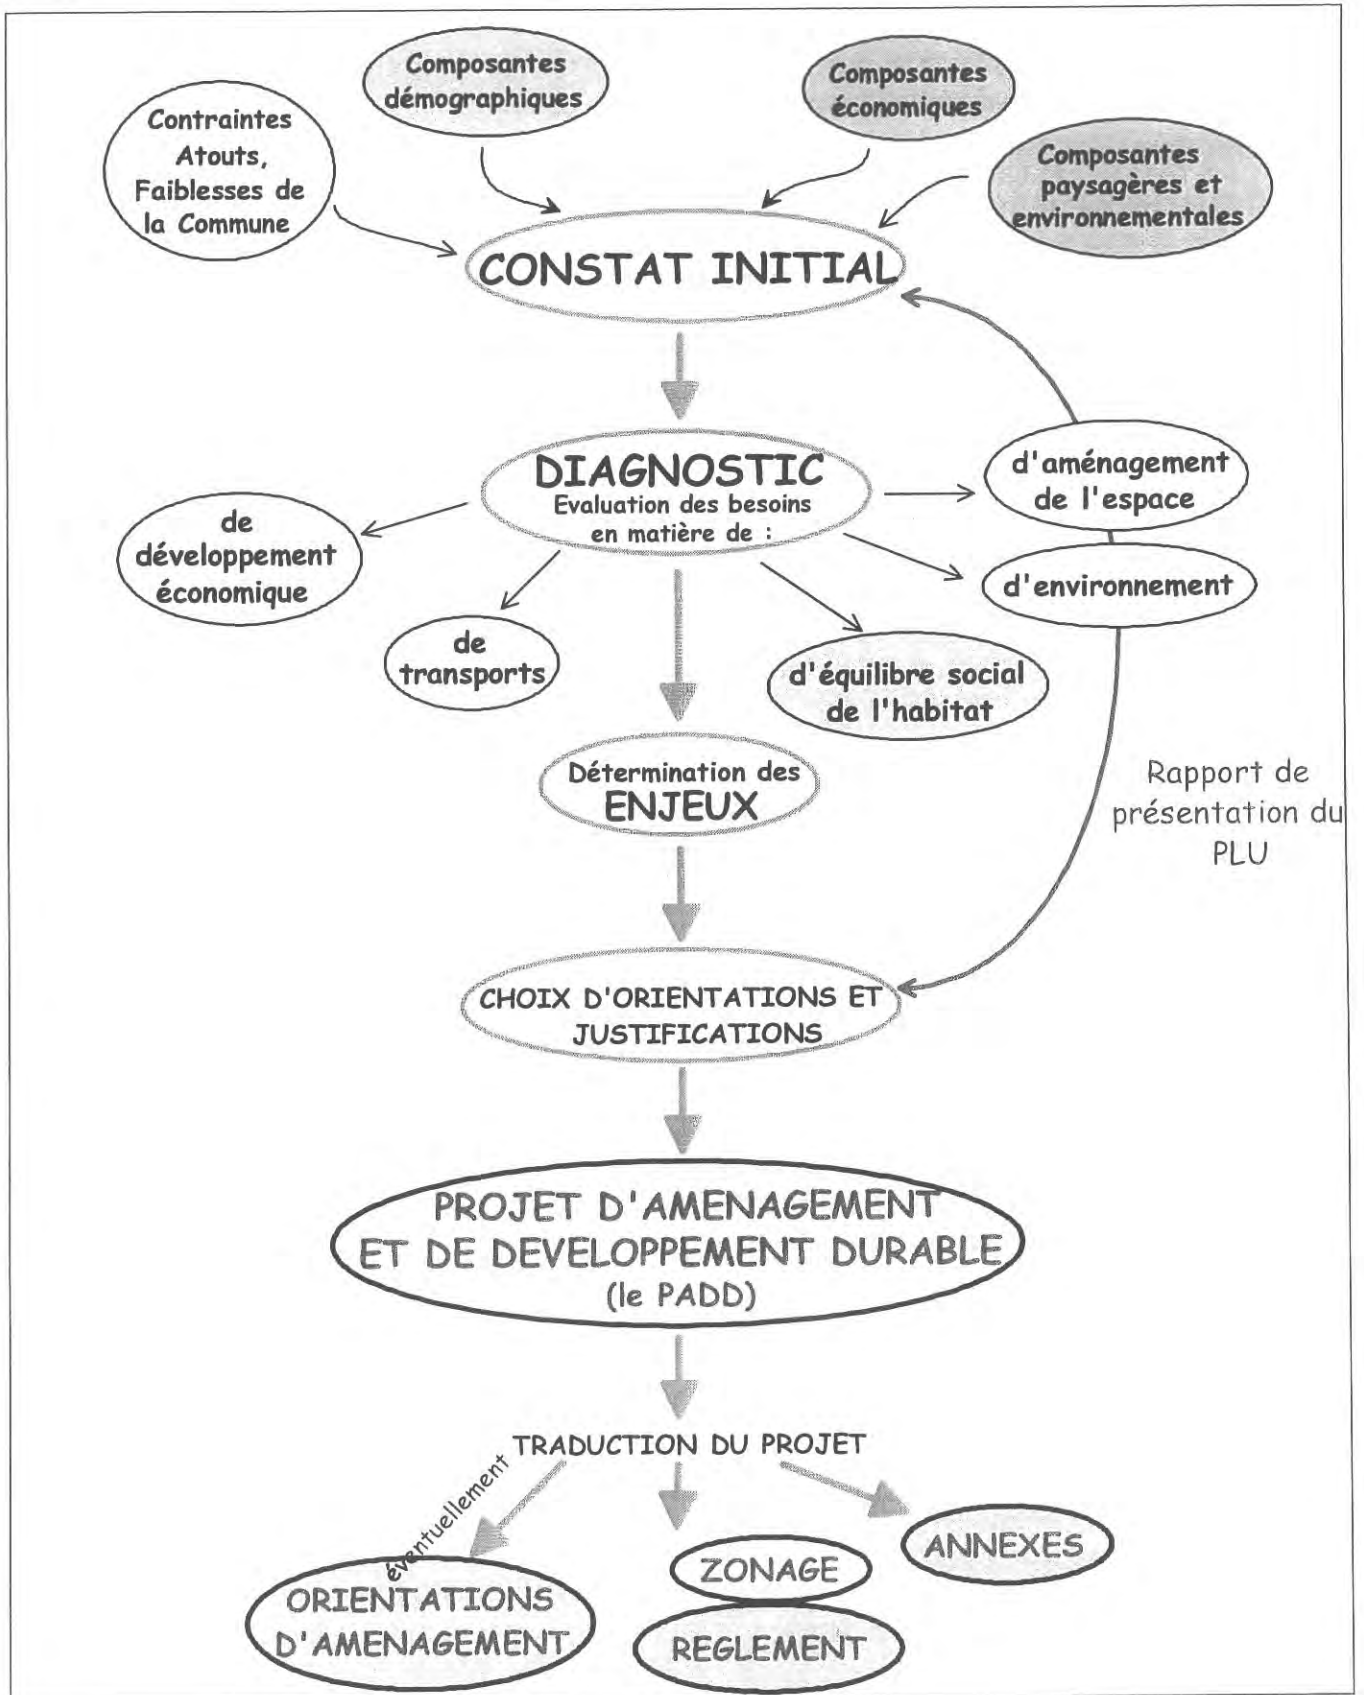 Composantes
démographiques
Composantes
économiques
Contraintes
Atouts,
Faiblesses de
la Commune
Composantes
paysagères et
environnementales
CONSTAT INITIAL
DIAGNOSTIC
Evaluation des besoins
en matière de :
d'aménagement
de l'espace
de
développement
économique
d'environnement
de
transports
d'équilibre social
de l'habitat
Détermination des
ENJEUX
Rapport de
présentation du
PLU
CHOIX D'ORIENTATIONS ET
JUSTIFICATIONS
PROJET D'AMENAGEMENT
ET DE DEVELOPPEMENT DURABLE
(le PADD)
TRADUCTION DU PROJET
éventuellement
ORIENTATIONS
D'AMENAGEMENT
ZONAGE
REGLEMENT
ANNEXES